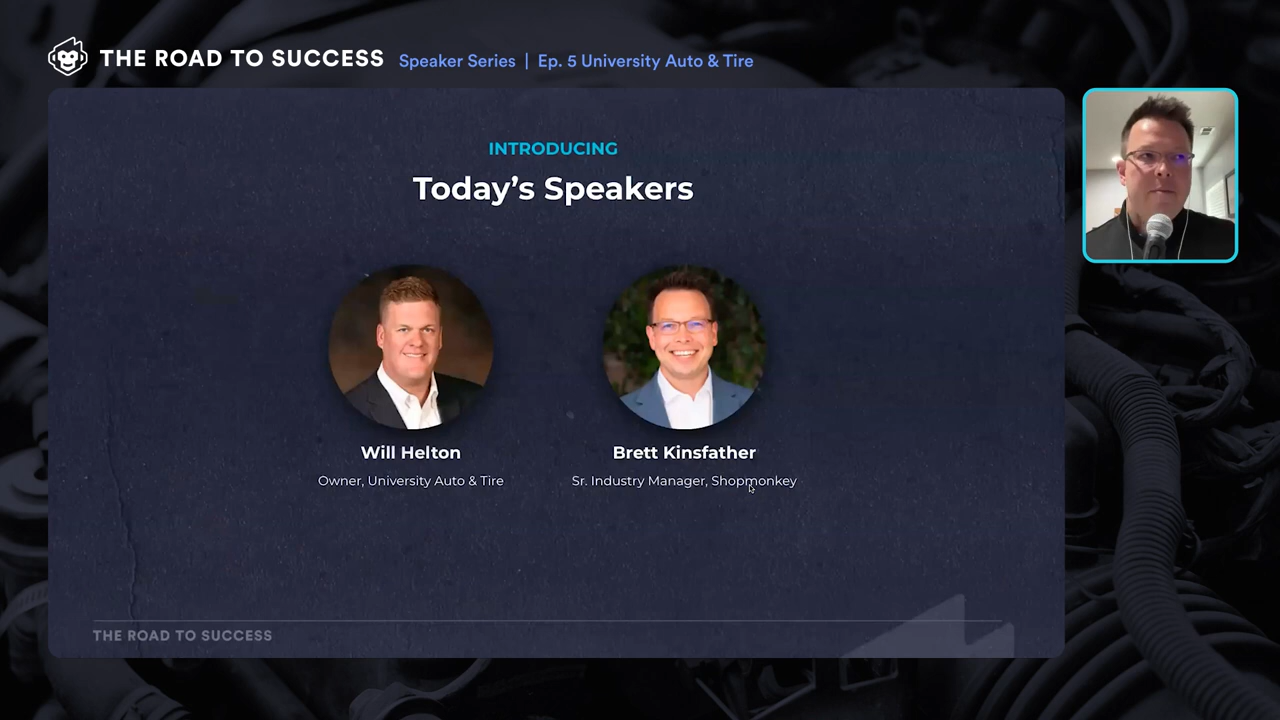 THE ROAD TO SUCCESS Speaker Series | Ep. 5 University Auto & Tire
INTRODUCING
Today’s Speakers
Will Helton
Owner, University Auto & Tire
Brett Kinsfather
Sr. Industry Manager, Shopmonkey
THE ROAD TO SUCCESS